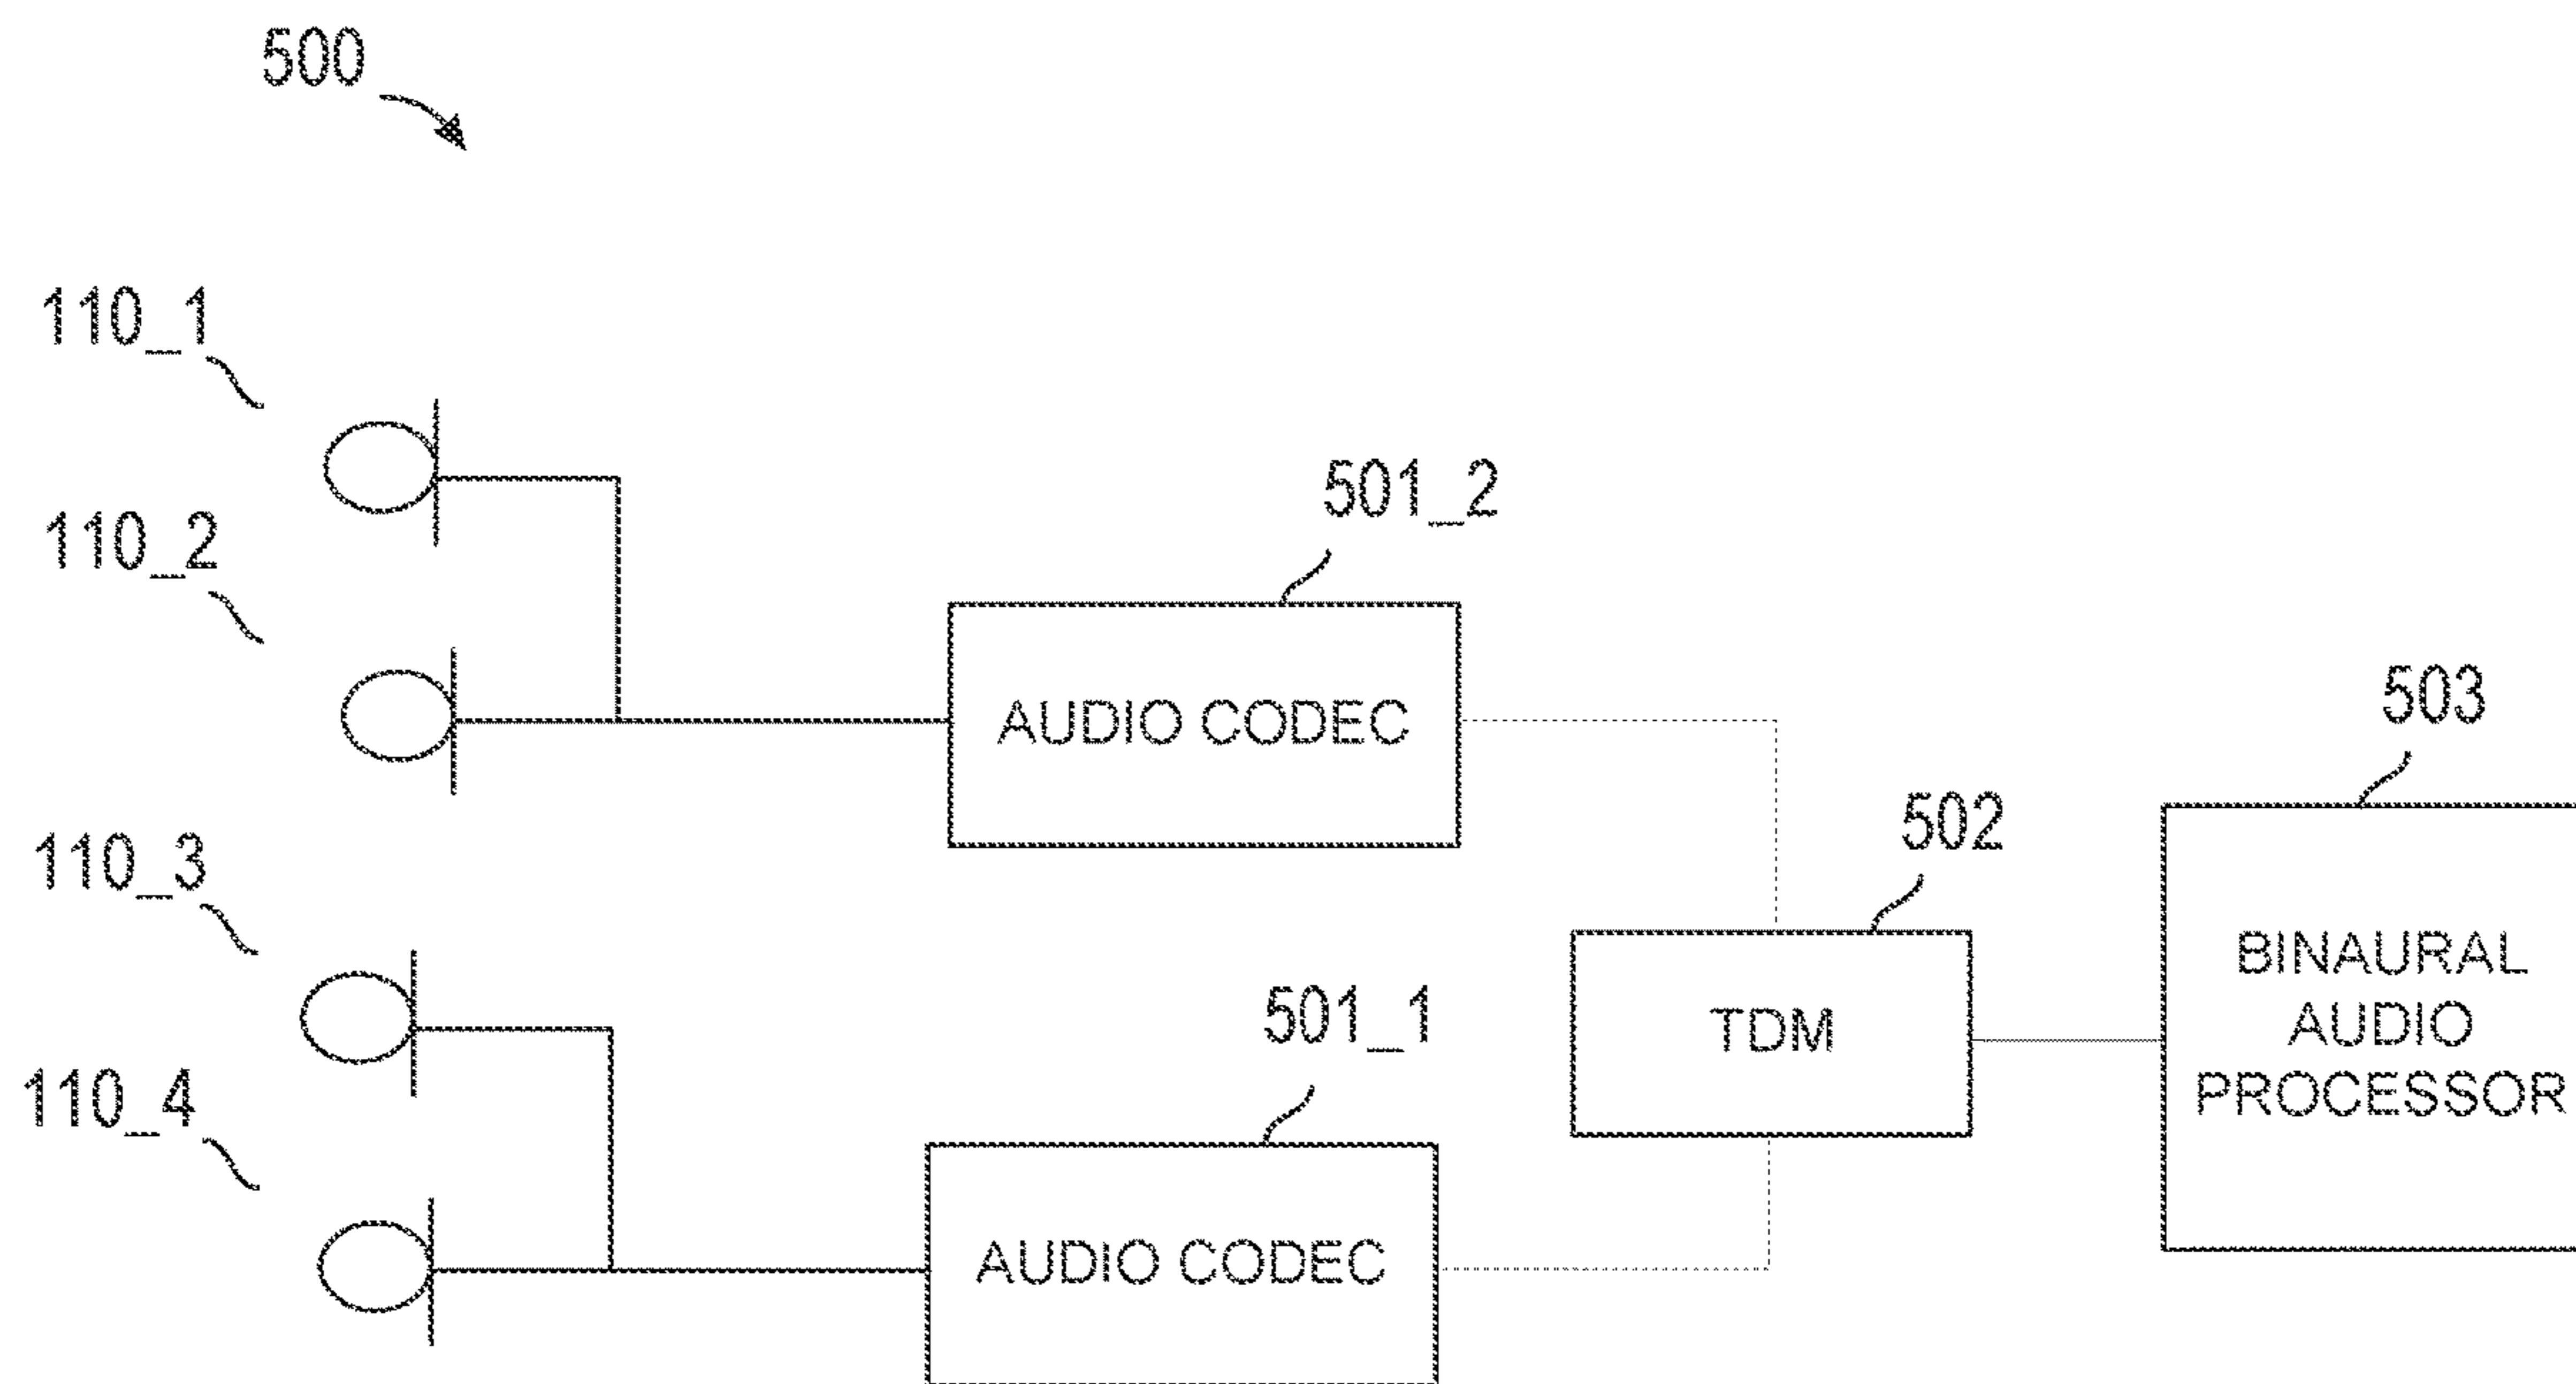 500
110_1
110_2
501_2
AUDIO CODEC
503
110_3
502
BINAURAL
AUDIO
PROCESSOR
TDM
501_1
110_4
AUDIO CODEC